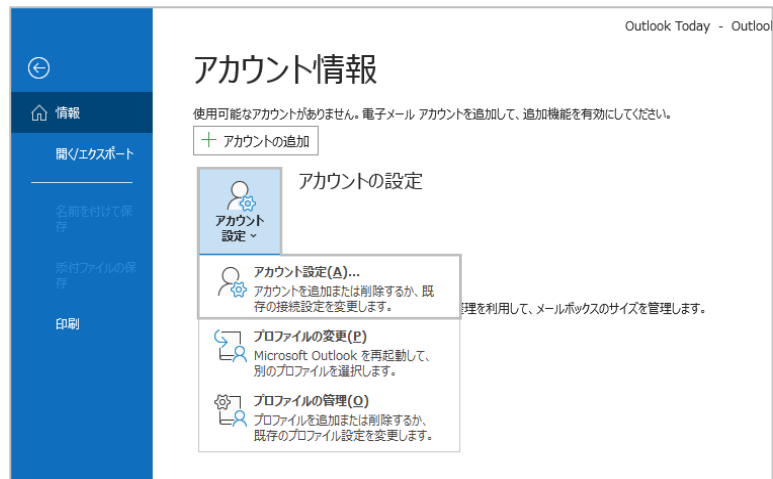 Outlook Today - Outlool
アカウント情報
情報
使用可能なアカウントがありません。電子メール アカウントを追加して、追加機能を有効にしてください。
アカウントの追加
開く/エクスポート
アカウントの設定
アカウント
設定
名前を付けて保
存
添付ファイルの保
存
印刷
アカウント設定(A)...
アカウントを追加または削除するか、既
存の接続設定を変更します。
理を利用して、メールボックスのサイズを管理します。
プロファイルの変更(P)
Microsoft Outlook を再起動して、
別のプロファイルを選択します。
プロファイルの管理(O)
プロファイルを追加または削除するか、
既存のプロファイル設定を変更します。